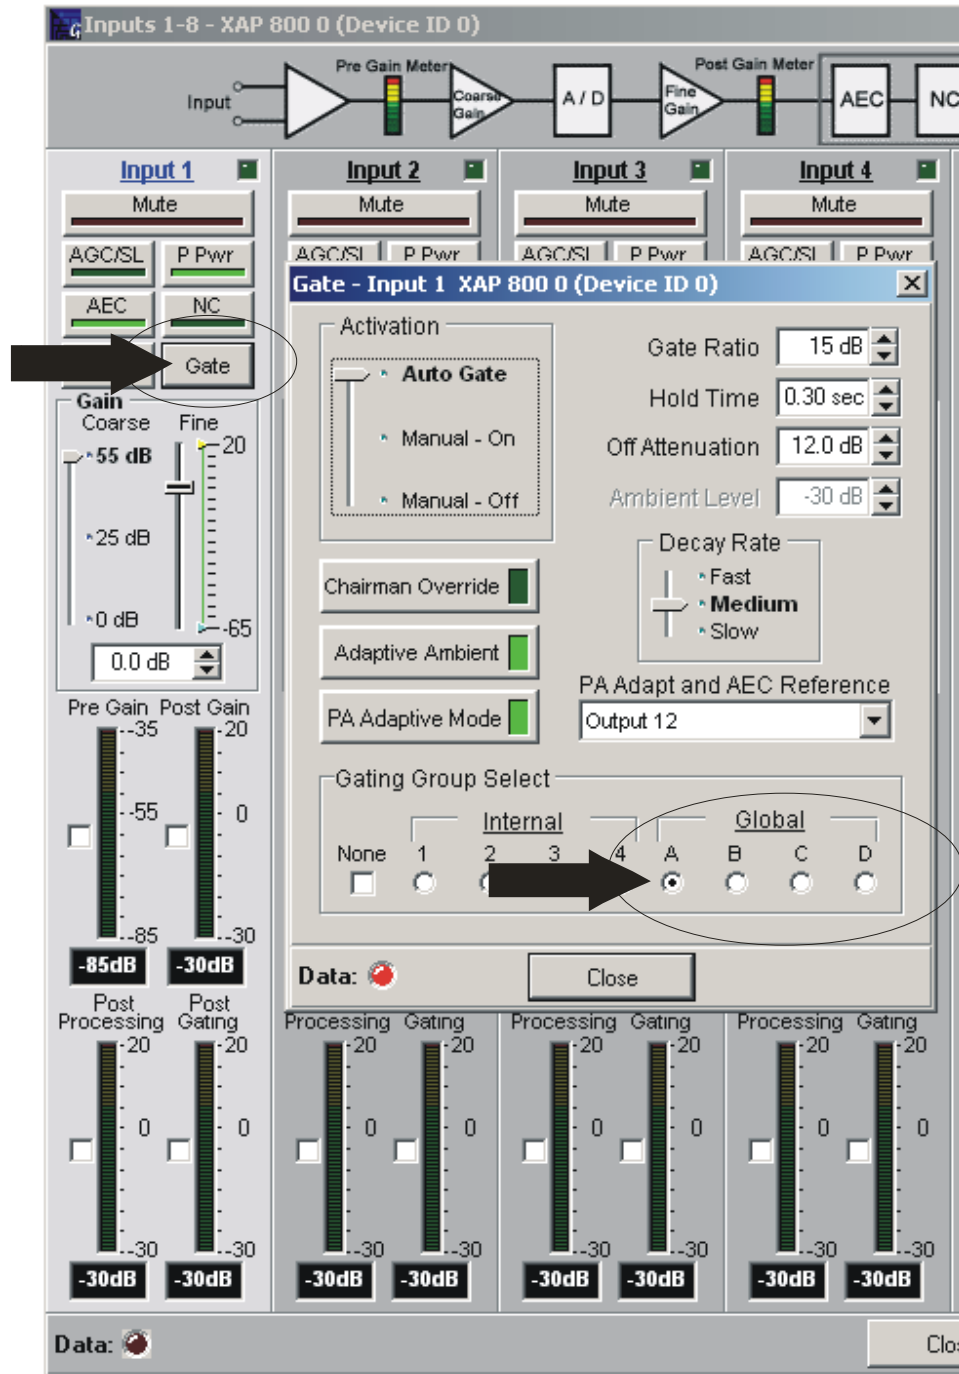 Inputs 1-8 - XAP 800 0 (Device ID 0)
Input
Pre Gain Meter
Coarse
Gain
A / D
Fine
Gain
Post Gain Meter
AEC
NC
Input 1
Input 2
Input 3
Input 4
Mute
Mute
Mute
Mute
AGC/SL
P Pwr
AGC/SL
P Pwr
AGC/SL
P Pwr
AGC/SL
P Pwr
AEC
NC
Gate
Gain
Coarse
Fine
55 dB
25 dB
0 dB
20
-65
0.0 dB
Gate - Input 1 XAP 800 0 (Device ID 0)
Activation
Auto Gate
Manual - On
Manual - Off
Gate Ratio
15 dB
Hold Time
0.30 sec
Off Attenuation
12.0 dB
Ambient Level
-30 dB
Decay Rate
Fast
Medium
Slow
Chairman Override
Adaptive Ambient
PA Adaptive Mode
PA Adapt and AEC Reference
Output 12
Gating Group Select
Internal
Global
None
1
2
3
4
A
B
C
D
Data:
Close
Pre Gain
Post Gain
-35
-55
-85
20
0
-30
-85dB
-30dB
Post
Processing
Post
Gating
Processing
Gating
Processing
Gating
Processing
Gating
20
20
20
20
20
20
20
20
0
0
0
0
0
0
0
0
-30
-30
-30
-30
-30
-30
-30
-30
-30dB
-30dB
-30dB
-30dB
-30dB
-30dB
-30dB
-30dB
Data: